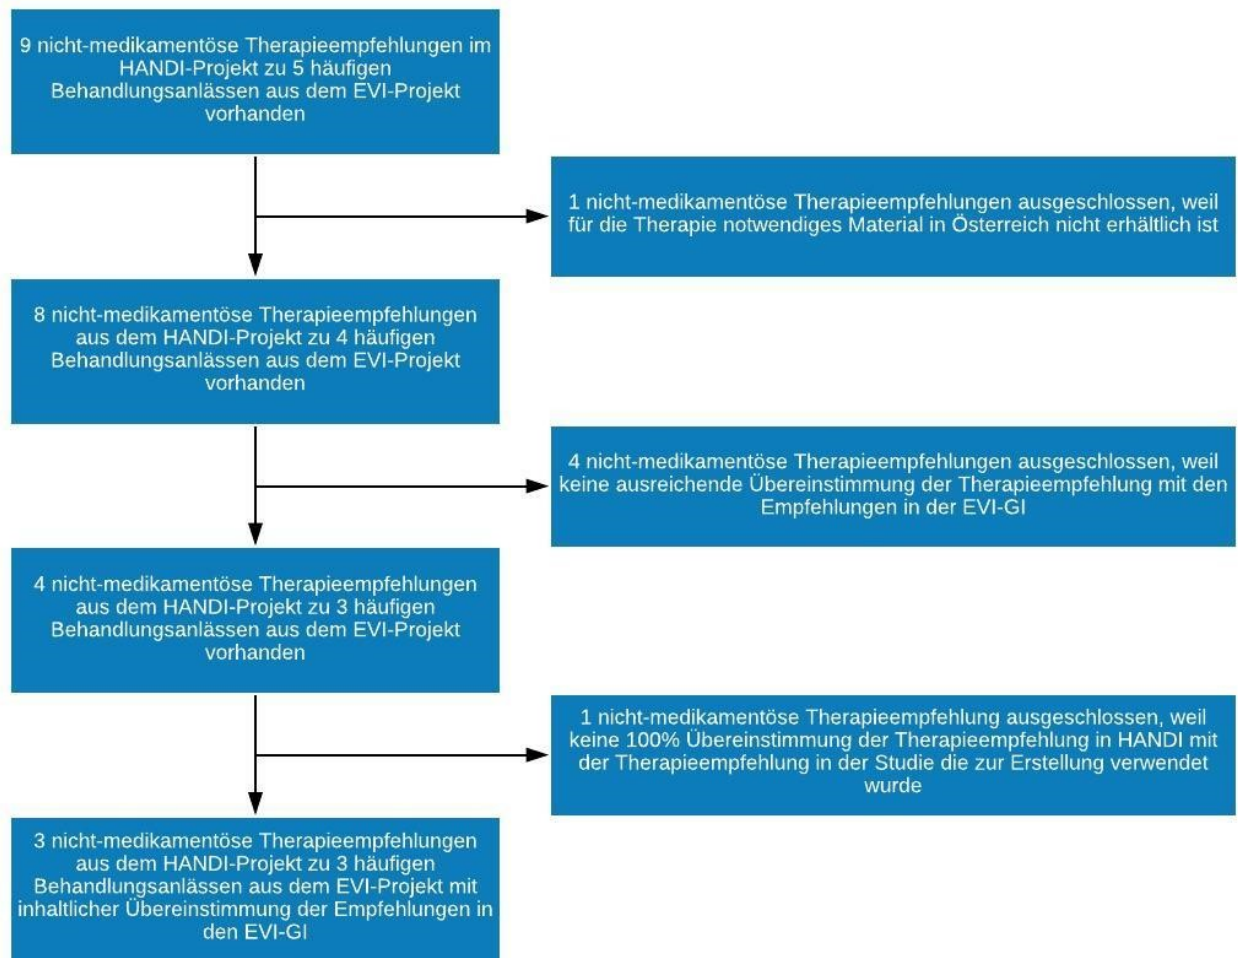 9 nicht-medikamentöse Therapieempfehlungen im
HANDI-Projekt zu 5 häufigen
Behandlungsanlässen aus dem EVI-Projekt
vorhanden
1 nicht-medikamentöse Therapieempfehlungen ausgeschlossen, weil
für die Therapie notwendiges Material in Österreich nicht erhältlich ist
8 nicht-medikamentöse Therapieempfehlungen
aus dem HANDI-Projekt zu 4 häufigen
Behandlungsanlässen aus dem EVI-Projekt
vorhanden
4 nicht-medikamentöse Therapieempfehlungen ausgeschlossen, weil
keine ausreichende Übereinstimmung der Therapieempfehlung mit den
Empfehlungen in der EVI-GI
4 nicht-medikamentöse Therapieempfehlungen
aus dem HANDI-Projekt zu 3 häufigen
Behandlungsanlässen aus dem EVI-Projekt
vorhanden
1 nicht-medikamentöse Therapieempfehlung ausgeschlossen, weil
keine 100% Übereinstimmung der Therapieempfehlung in HANDI mit
der Therapieempfehlung in der Studie die zur Erstellung verwendet
wurde
3 nicht-medikamentöse Therapieempfehlungen
aus dem HANDI-Projekt zu 3 häufigen
Behandlungsanlässen aus dem EVI-Projekt mit
inhaltlicher Übereinstimmung der Empfehlungen in
den EVI-GI